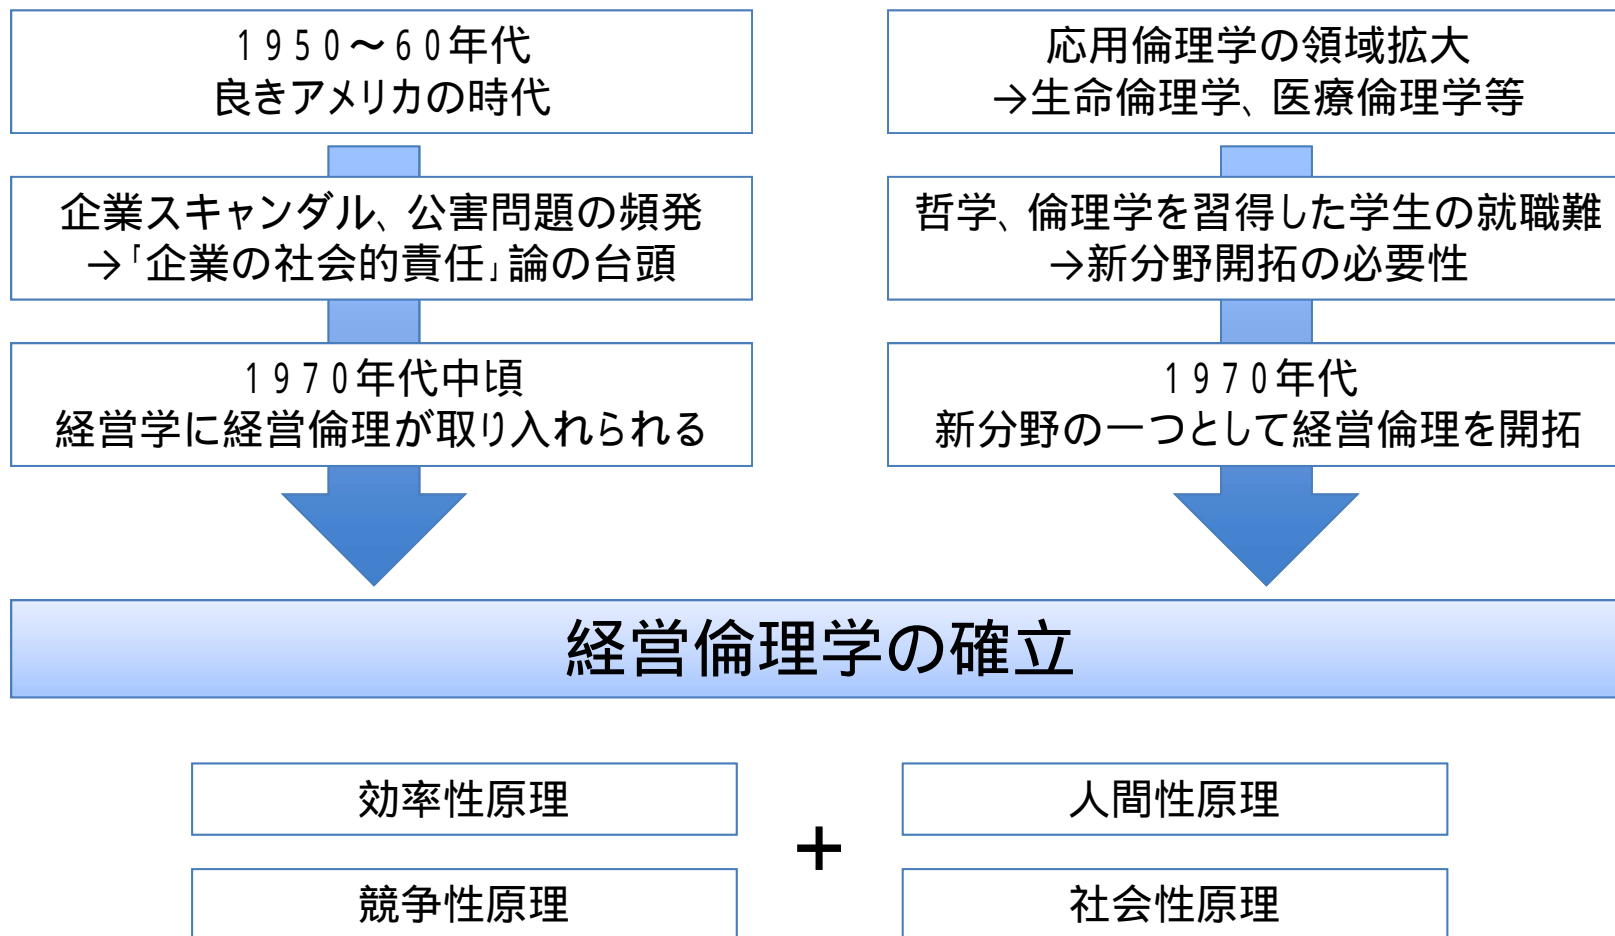 1950～60年代
良きアメリカの時代
企業スキャンダル、公害問題の頻発
→「企業の社会的責任」論の台頭
1970年代中頃
経営学に経営倫理が取り入れられる
応用倫理学の領域拡大
→生命倫理学、医療倫理学等
哲学、倫理学を習得した学生の就職難
→新分野開拓の必要性
1970年代
新分野の一つとして経営倫理を開拓
経営倫理学の確立
効率性原理
競争性原理
+
人間性原理
社会性原理